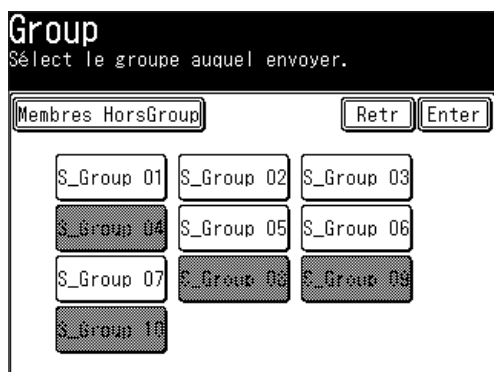 Group
Sélect le groupe auquel envoyer.
Membres HorsGroup Retr Enter
S_Group 01 S_Group 02 S_Group 03
S_Group 04 S_Group 05 S_Group 06
S_Group 07 S_Group 08 S_Group 09
S_Group 10